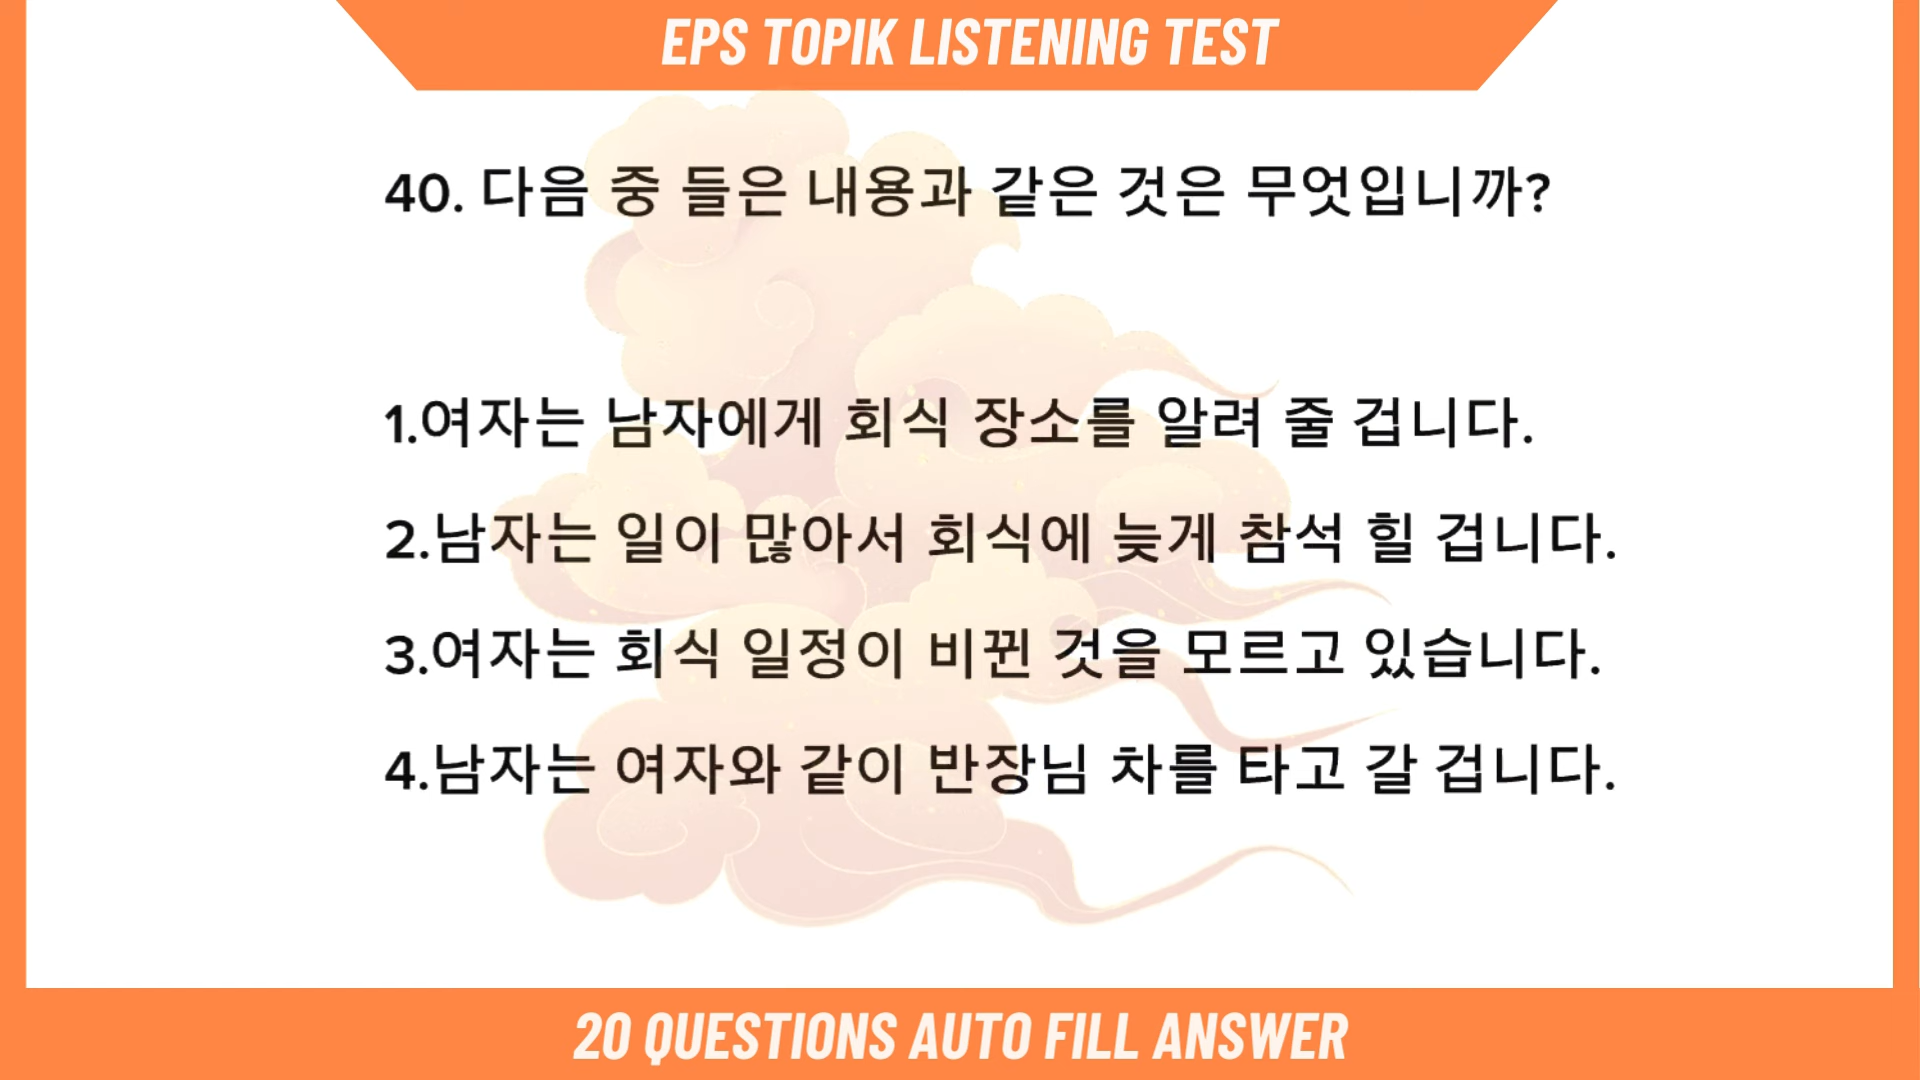 EPS TOPIK LISTENING TEST
40. 다음 중 들은 내용과 같은 것은 무엇입니까?
1.여자는 남자에게 회식 장소를 알려 줄 겁니다.
2.남자는 일이 많아서 회식에 늦게 참석 힐 겁니다.
3.여자는 회식 일정이 비뀐 것을 모르고 있습니다.
4.남자는 여자와 같이 반장님 차를 타고 갈 겁니다.
20 QUESTIONS AUTO FILL ANSWER